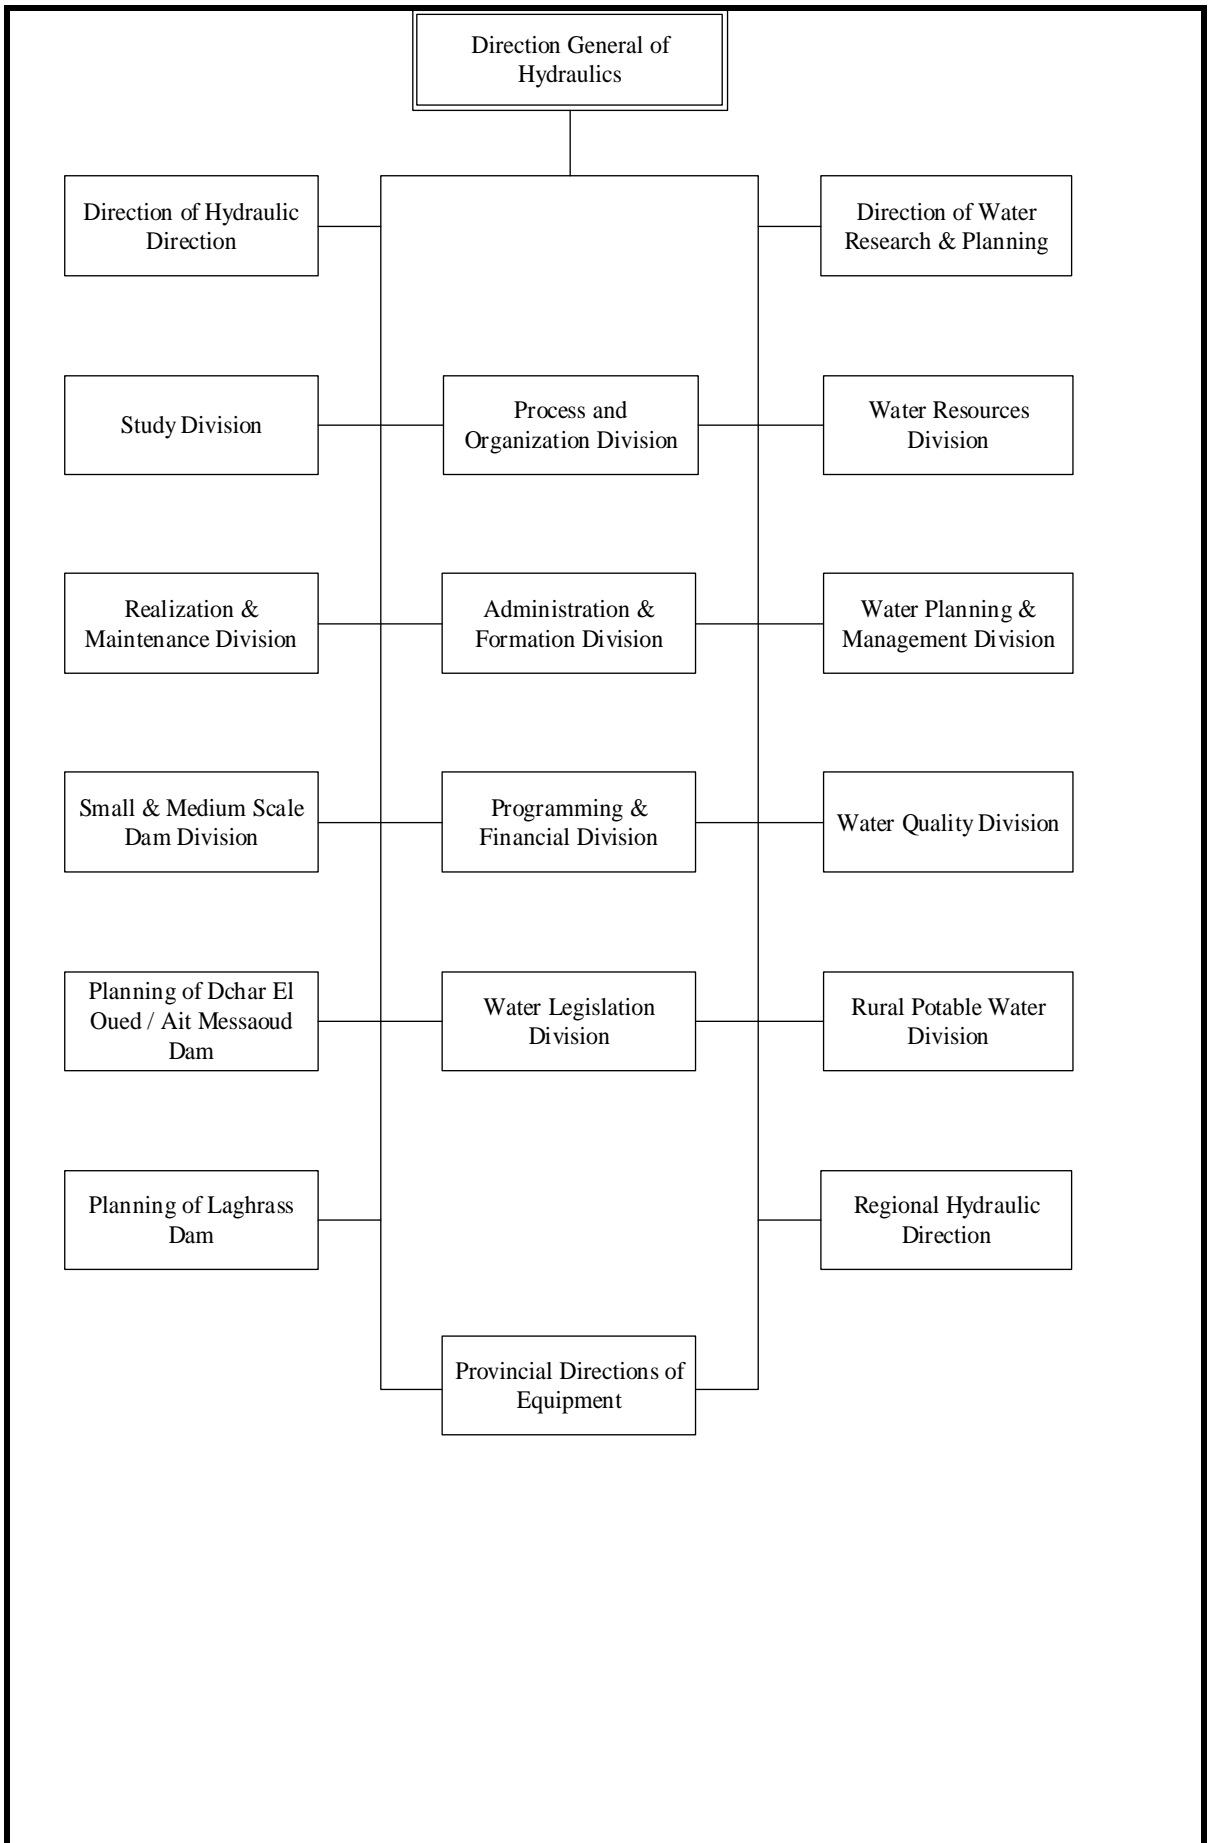 Direction General of
Hydraulics
Direction of Hydraulic
Direction
Direction of Water
Research & Planning
Study Division
Process and
Organization Division
Water Resources
Division
Realization &
Maintenance Division
Administration &
Formation Division
Water Planning &
Management Division
Small & Medium Scale
Dam Division
Programming &
Financial Division
Water Quality Division
Planning of Dchar El
Oued / Ait Messaoud
Dam
Water Legislation
Division
Rural Potable Water
Division
Planning of Laghrass
Dam
Regional Hydraulic
Direction
Provincial Directions of
Equipment